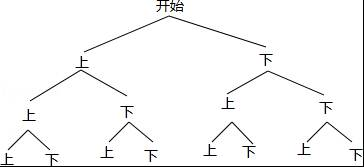 开始
上 下
上 下 上 下
上 下 上 下 上 下 上 下